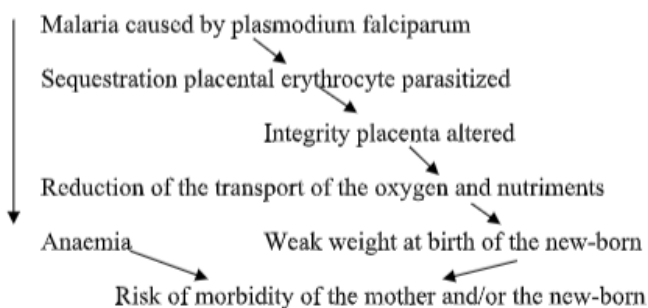 Malaria caused by plasmodium falciparum
Sequestration placental erythrocyte parasitized
Integrity placenta altered
Reduction of the transport of the oxygen and nutriments
Anaemia Weak weight at birth of the new-born
Risk of morbidity of the mother and/or the new-born